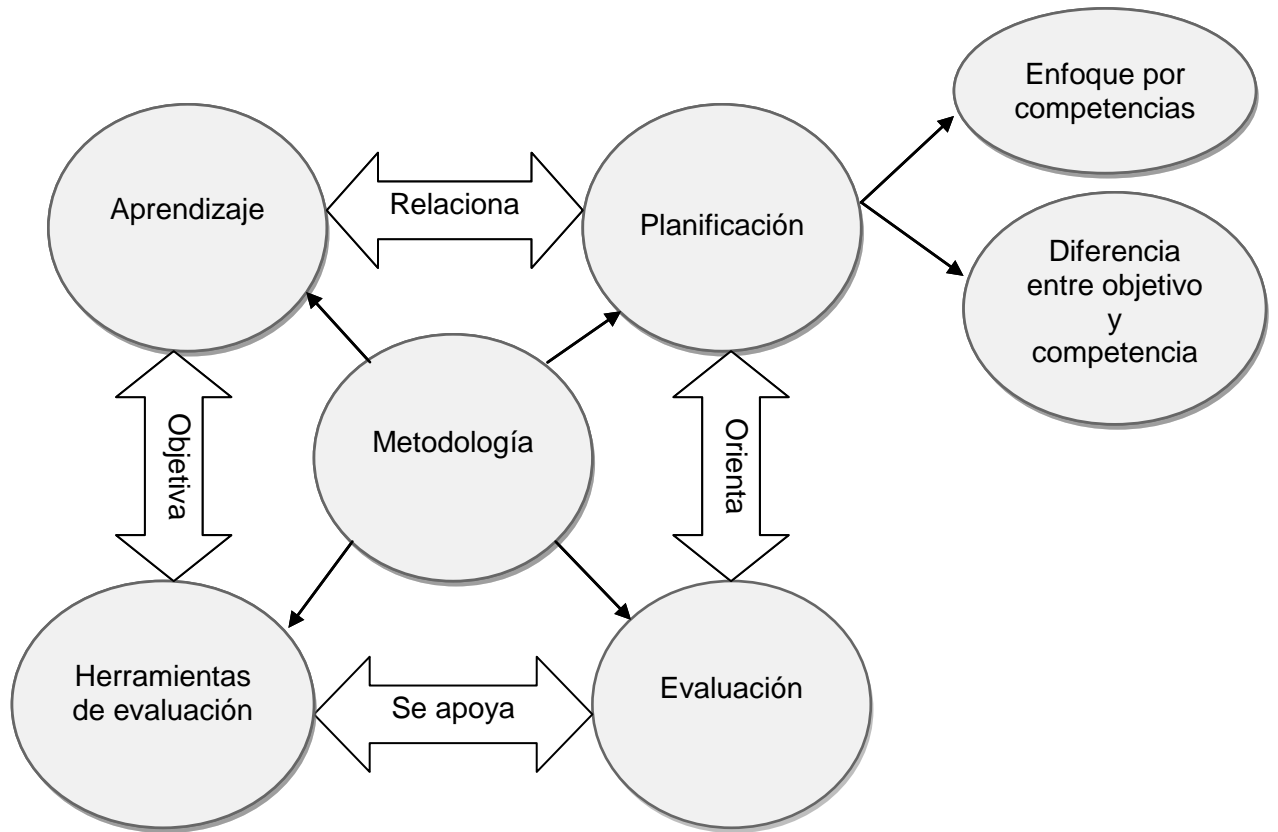 Enfoque por
competencias
Aprendizaje
Relaciona
Planificación
Diferencia
entre objetivo
y
competencia
Objetiva
Metodología
Orienta
Herramientas
de evaluación
Se apoya
Evaluación